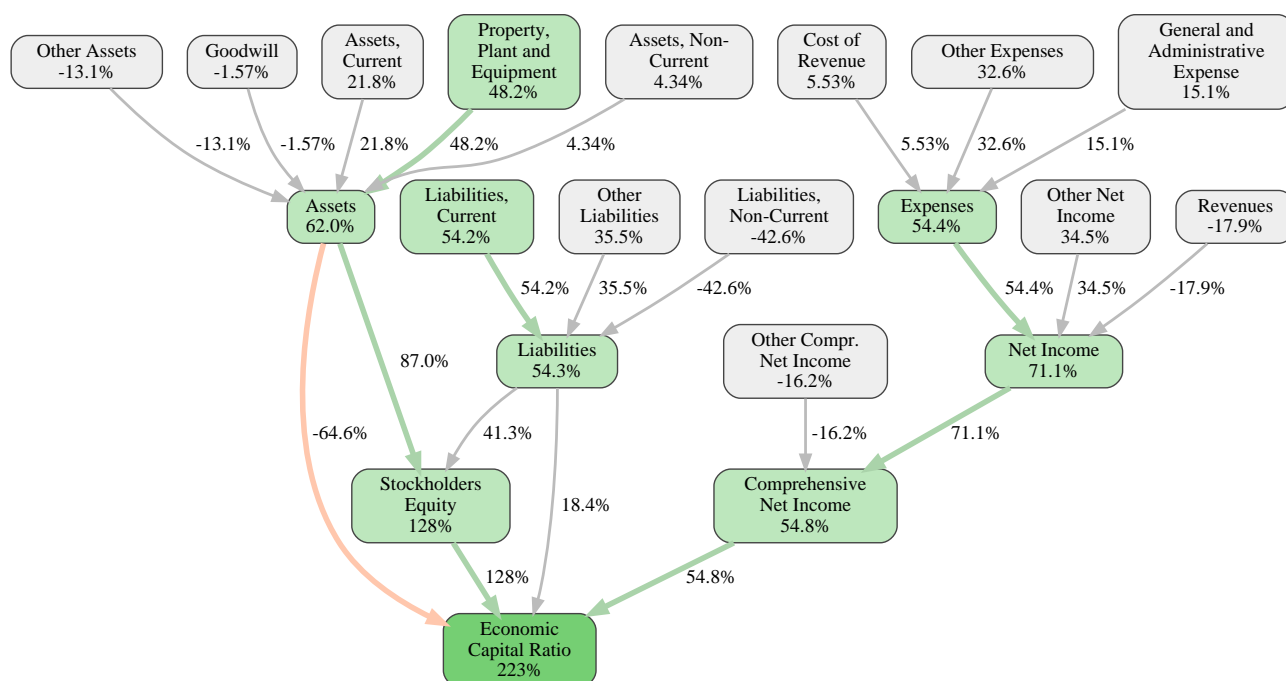 Other Assets
-13.1%
Goodwill
-1.57%
Assets,
Current
21.8%
Property,
Plant and
Equipment
48.2%
Assets, Non-
Current
4.34%
Cost of
Revenue
5.53%
Other Expenses
32.6%
General and
Administrative
Expense
15.1%
-13.1%
-1.57%
21.8%
48.2%
4.34%
5.53%
32.6%
15.1%
Assets
62.0%
Liabilities,
Current
54.2%
Other
Liabilities
35.5%
Liabilities,
Non-Current
-42.6%
Expenses
54.4%
Other Net
Income
34.5%
Revenues
-17.9%
54.2%
35.5%
-42.6%
54.4%
34.5%
-17.9%
87.0%
Liabilities
54.3%
Other Compr.
Net Income
-16.2%
Net Income
71.1%
-64.6%
41.3%
-16.2%
71.1%
Stockholders
Equity
128%
18.4%
Comprehensive
Net Income
54.8%
128%
54.8%
Economic
Capital Ratio
223%